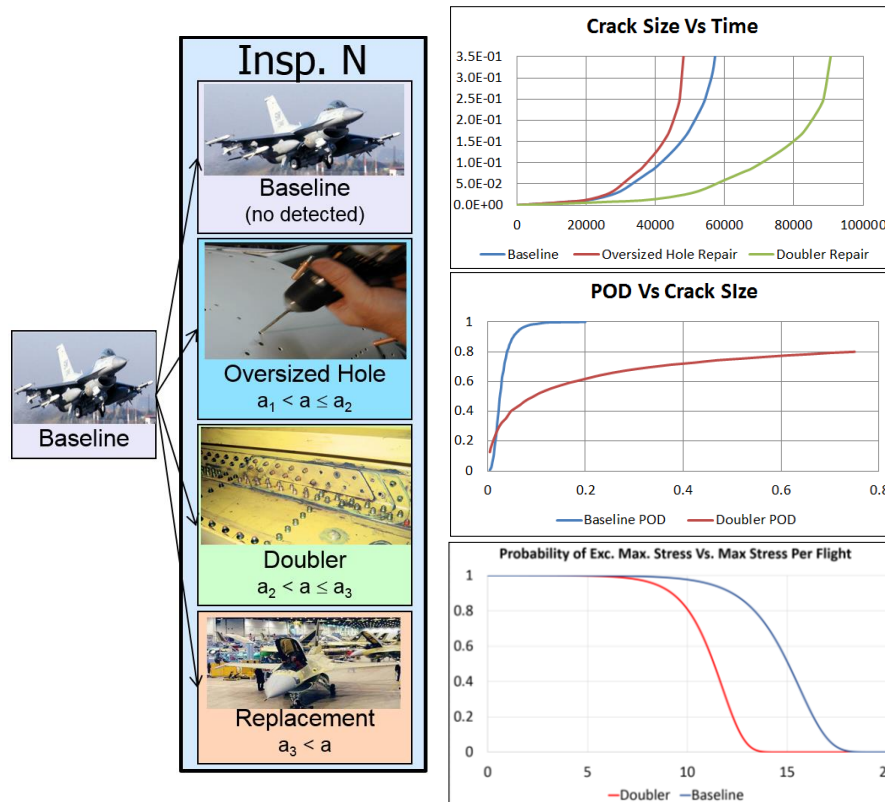 Insp. N
Baseline
(no detected)
Oversized Hole
a1 < a ≤ a2
Doubler
a2 < a ≤ a3
Replacement
a3 < a
Baseline
Crack Size Vs Time
3.5E-01
3.0E-01
2.5E-01
2.0E-01
1.5E-01
1.0E-01
5.0E-02
0.0E+00
0 20000 40000 60000 80000 100000
Baseline Oversized Hole Repair Doubler Repair
POD Vs Crack SIze
1
0.8
0.6
0.4
0.2
0
0 0.2 0.4 0.6 0.8
Baseline POD Doubler POD
Probability of Exc. Max. Stress Vs. Max Stress Per Flight
1
0.8
0.6
0.4
0.2
0
0 5 10 15 2
Doubler Baseline